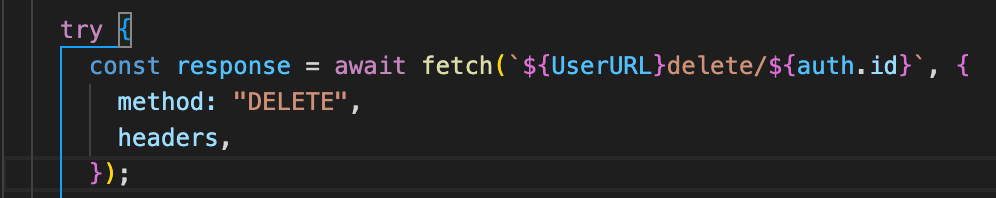 try {
const response = await fetch(`${UserURL}delete/${auth.id}`, {
method: "DELETE",
headers,
});